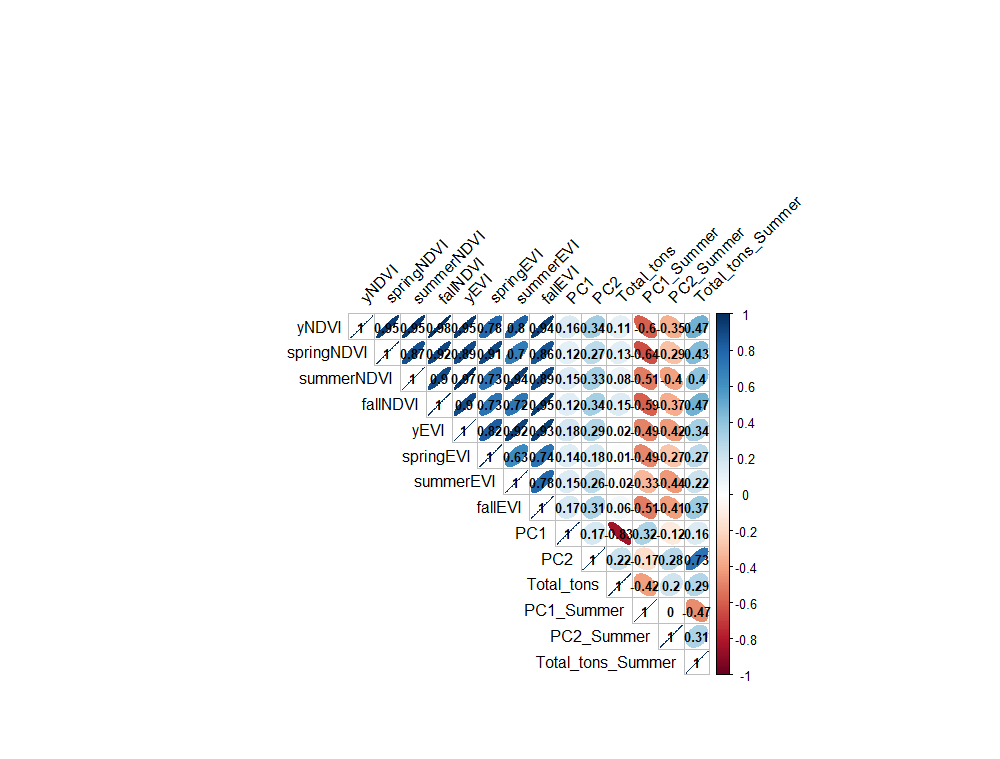 yNDVI springNDVI summerNDVI fallNDVI yEVI springEVI summerEVI fallEVI PC1 PC2 Total_tons PC1_Summer PC2_Summer Total_tons_Summer
yNDVI 1 0.95 0.95 0.98 0.95 0.78 0.8 0.94 0.16 0.34 0.11 -0.6 -0.35 0.47
springNDVI 1 0.87 0.92 0.89 0.91 0.7 0.86 0.12 0.27 0.13 -0.64 -0.29 0.43
summerNDVI 1 0.9 0.97 0.73 0.94 0.89 0.15 0.33 0.08 -0.51 -0.4 0.4
fallNDVI 1 0.9 0.73 0.72 0.95 0.12 0.34 0.15 -0.59 -0.37 0.47
yEVI 1 0.82 0.92 0.93 0.18 0.29 0.02 -0.49 -0.42 0.34
springEVI 1 0.63 0.74 0.14 0.18 0.01 -0.49 -0.27 0.27
summerEVI 1 0.78 0.15 0.26 -0.02 -0.33 -0.44 0.22
fallEVI 1 0.17 0.31 0.06 -0.51 -0.41 0.37
PC1 1 0.17 -0.83 0.32 -0.12 0.16
PC2 1 0.22 -0.17 0.28 0.73
Total_tons 1 -0.42 0.2 0.29
PC1_Summer 1 0 -0.47
PC2_Summer 1 0.31
Total_tons_Summer 1
1
0.8
0.6
0.4
0.2
0
-0.2
-0.4
-0.6
-0.8
-1